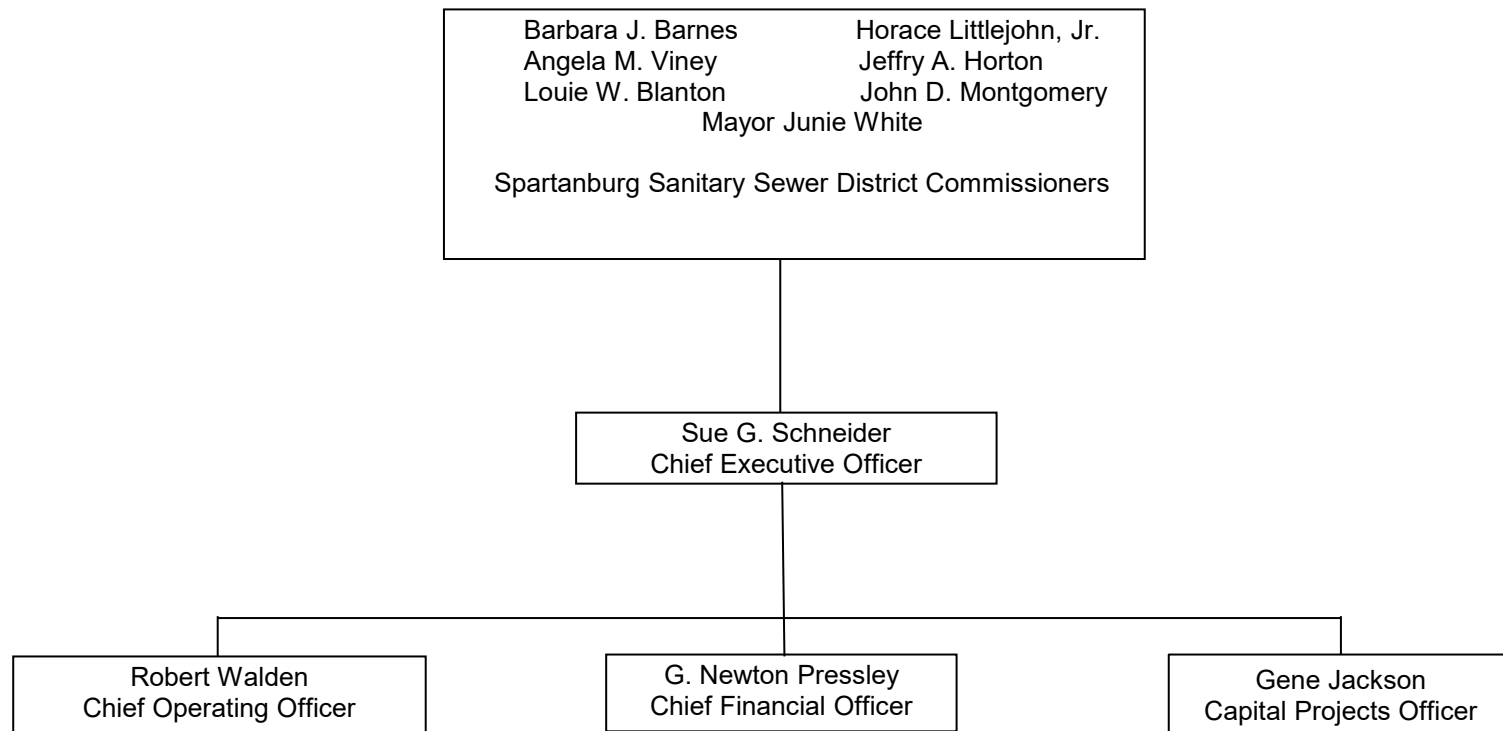 Barbara J. Barnes Horace Littlejohn, Jr.
Angela M. Viney Jeffry A. Horton
Louie W. Blanton John D. Montgomery
Mayor Junie White
Spartanburg Sanitary Sewer District Commissioners
Sue G. Schneider
Chief Executive Officer
Robert Walden
Chief Operating Officer
G. Newton Pressley
Chief Financial Officer
Gene Jackson
Capital Projects Officer